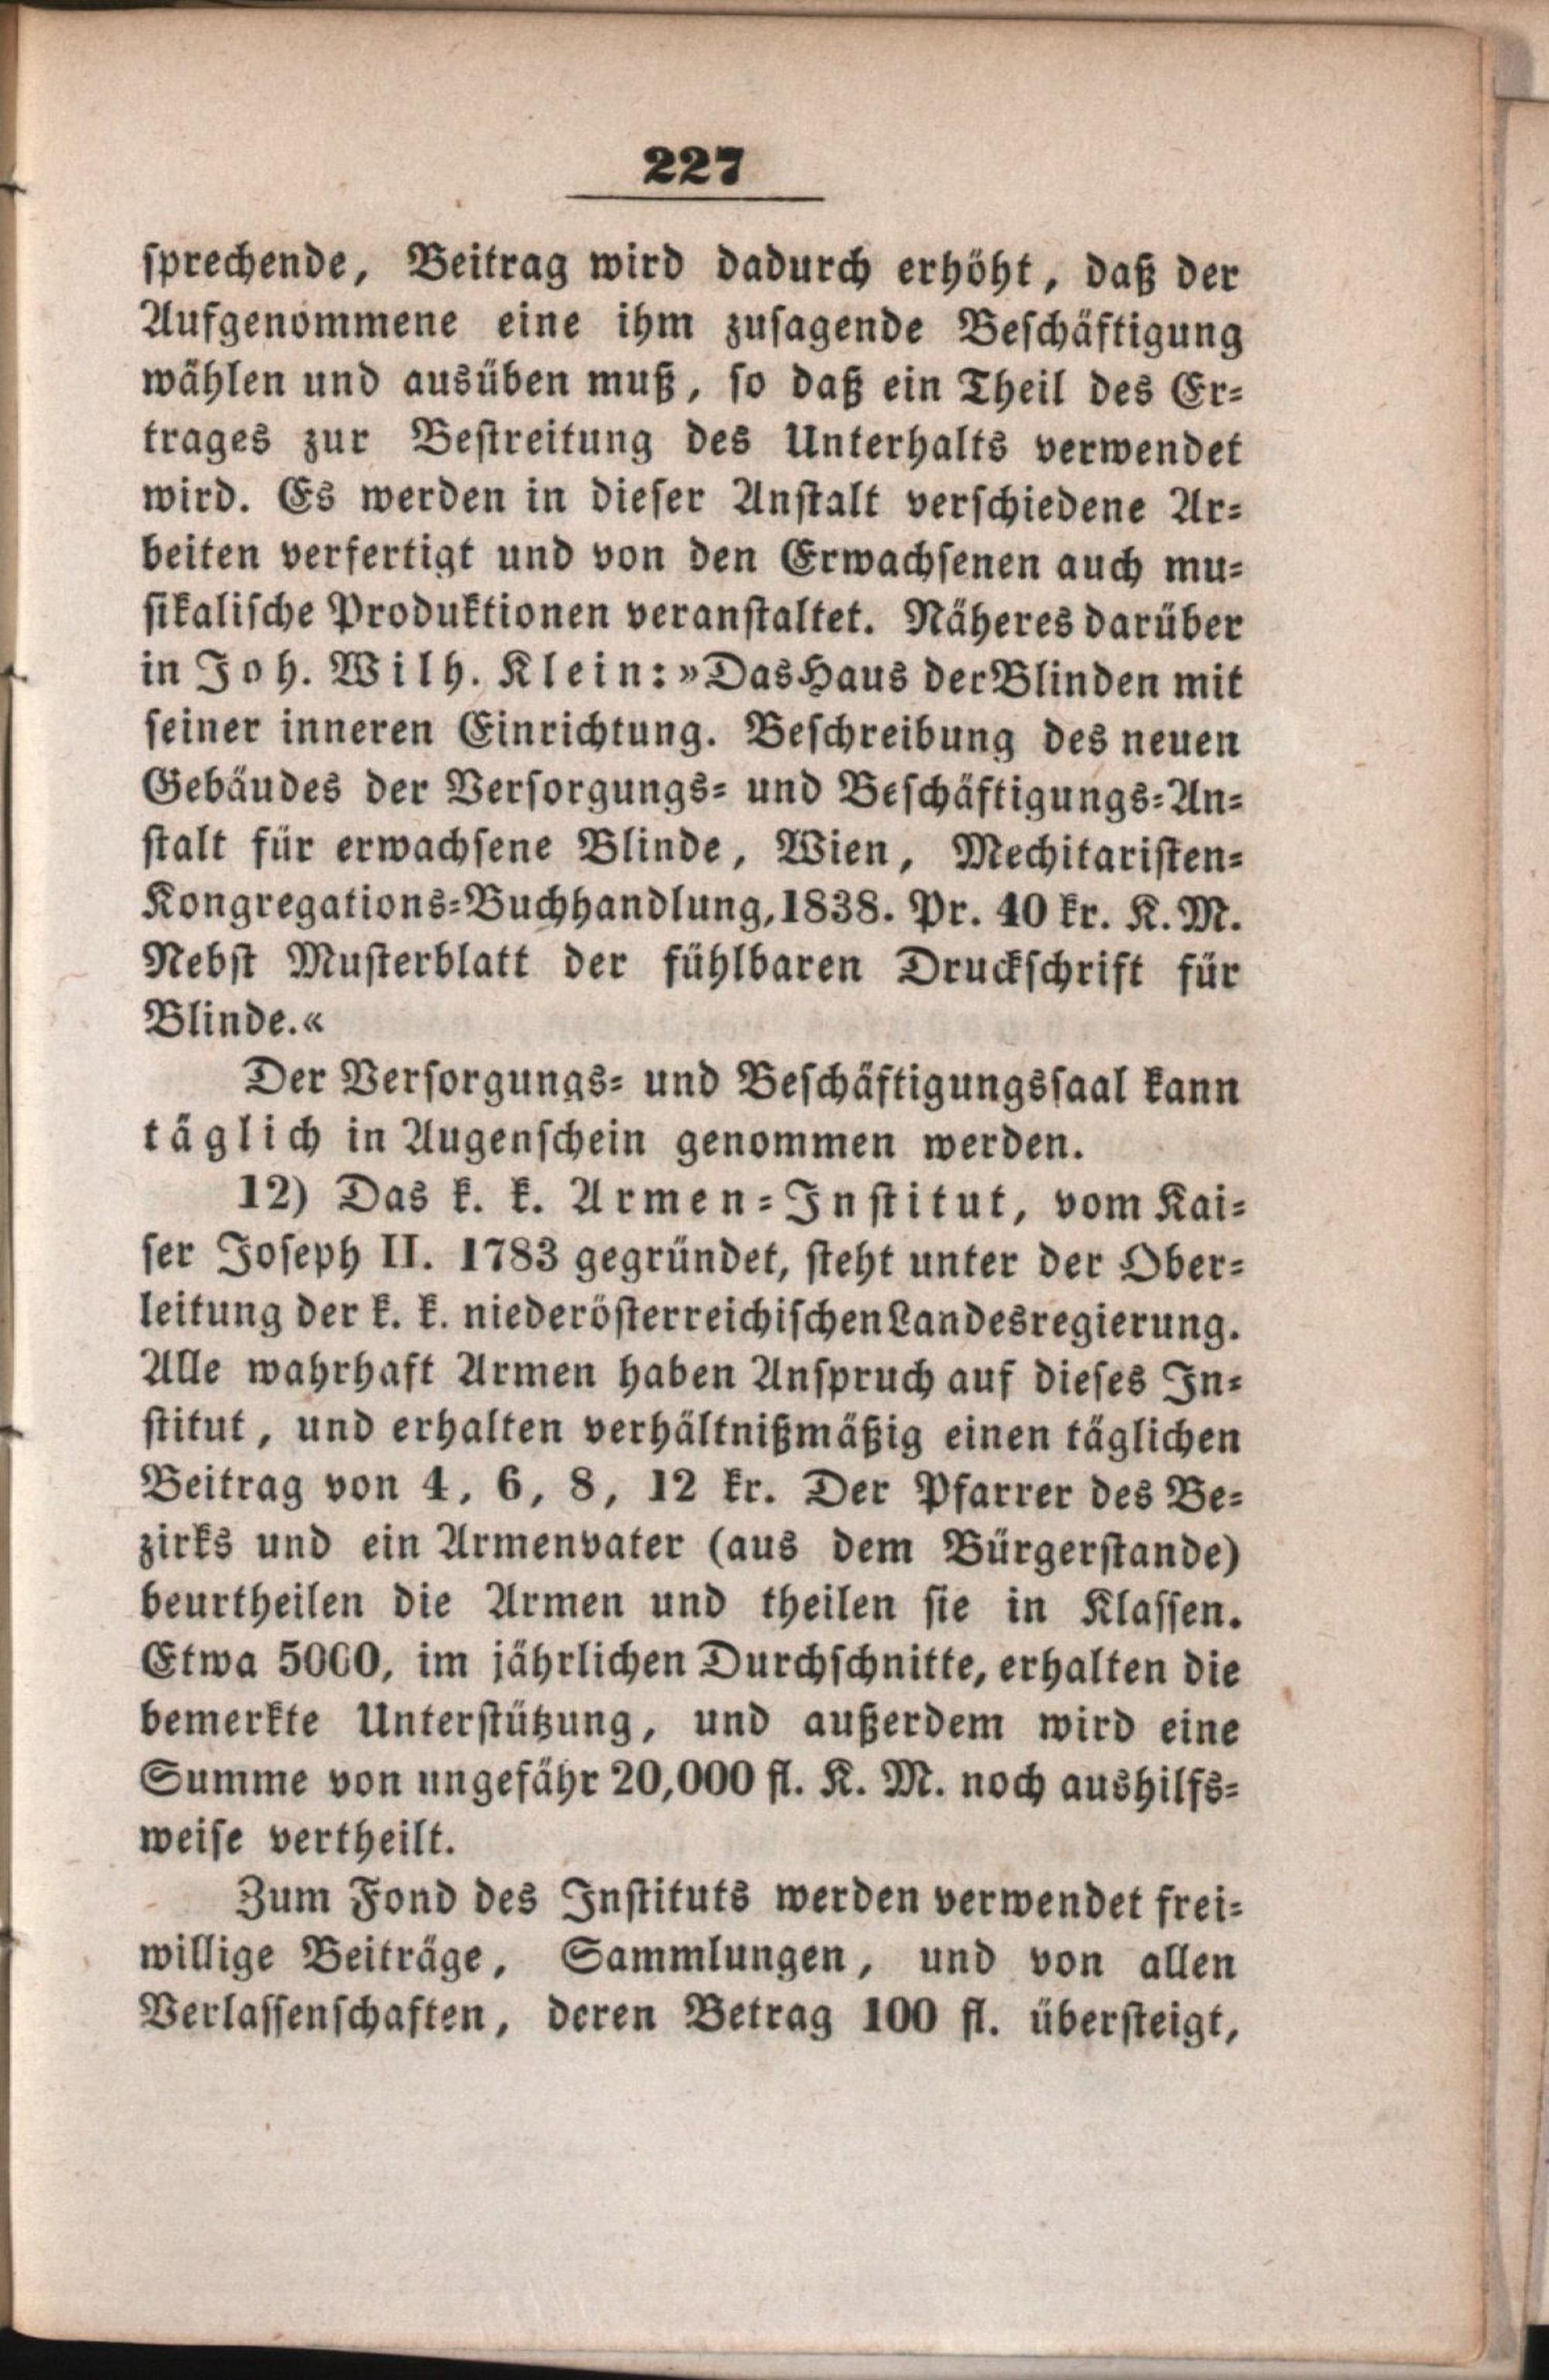 227
sprechende, Beitrag wird dadurch erhöht, daß der
Aufgenommene eine ihm zusagende Beschäftigung
wählen und ausüben muß, so daß ein Theil des Er-
trages zur Bestreitung des Unterhalts verwendet
wird. Es werden in dieser Anstalt verschiedene Ar-
beiten verfertigt und von den Erwachsenen auch mu-
sikalische Produktionen veranstaltet. Näheres darüber
in Joh. Wilh. Klein: »Das Haus der Blinden mit
seiner inneren Einrichtung. Beschreibung des neuen
Gebäudes der Versorgungs- und Beschäftigungs-An-
stalt für erwachsene Blinde, Wien, Mechitaristen-
Kongregations-Buchhandlung, 1838. Pr. 40 kr. K. M.
Nebst Musterblatt der fühlbaren Druckschrift für
Blinde.«
Der Versorgungs- und Beschäftigungssaal kann
täglich in Augenschein genommen werden.
12) Das k. k. Armen-Institut, vom Kai-
ser Joseph II. 1783 gegründet, steht unter der Ober-
leitung der k. k. niederösterreichischen Landesregierung.
Alle wahrhaft Armen haben Anspruch auf dieses In-
stitut, und erhalten verhältnißmäßig einen täglichen
Beitrag von 4, 6, 8, 12 kr. Der Pfarrer des Be-
zirks und ein Armenvater (aus dem Bürgerstande)
beurtheilen die Armen und theilen sie in Klassen.
Etwa 5000, im jährlichen Durchschnitte, erhalten die
bemerkte Unterstützung, und außerdem wird eine
Summe von ungefähr 20,000 fl. K. M. noch aushilfs-
weise vertheilt.
Zum Fond des Instituts werden verwendet frei-
willige Beiträge, Sammlungen, und von allen
Verlassenschaften, deren Betrag 100 fl. übersteigt,